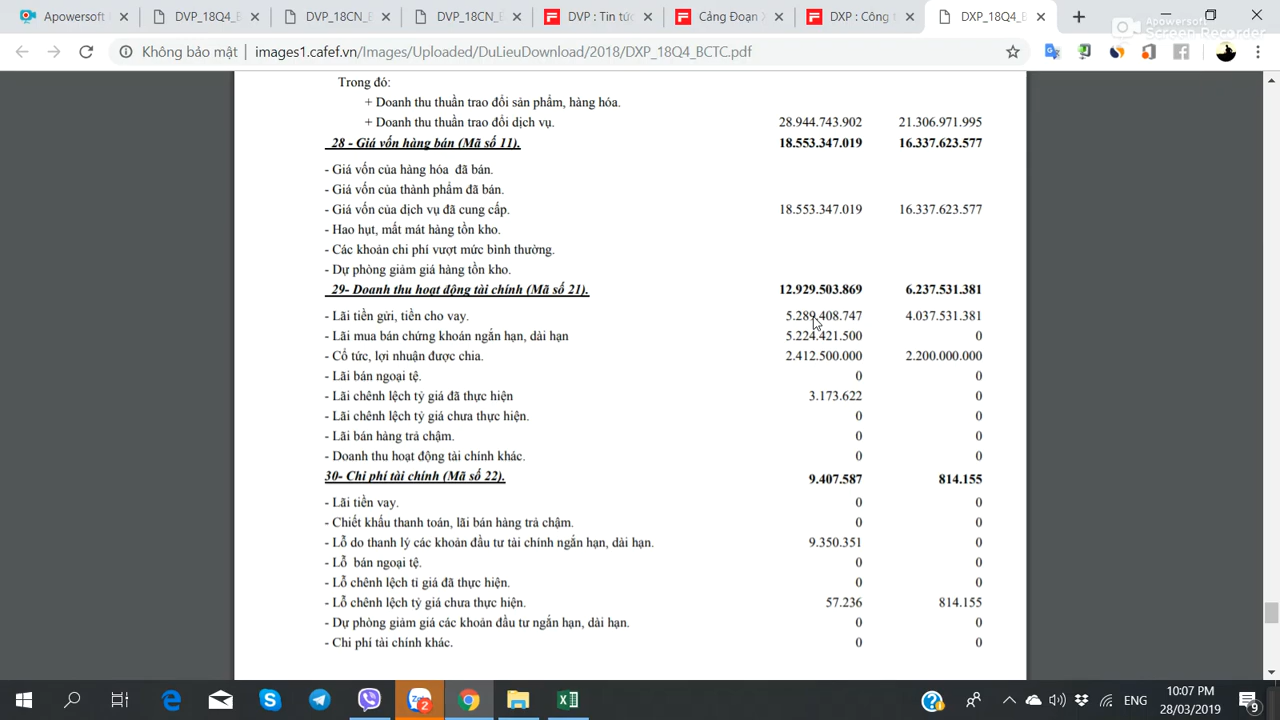 Apowersoft
DVP_18Q4_B
DVP_18CN_B
DVP_18CN_B
DVP : Tin tức
Cảng Đoạn X
DXP : Công t
DXP_18Q4_B
Apowersoft
Screen Recorder
Không bảo mật | images1.cafef.vn/Images/Uploaded/DuLieuDownload/2018/DXP_18Q4_BCTC.pdf
Trong đó:
+ Doanh thu thuần trao đổi sản phẩm, hàng hóa.
+ Doanh thu thuần trao đổi dịch vụ. 28.944.743.902 21.306.971.995
28 - Giá vốn hàng bán (Mã số 11). 18.553.347.019 16.337.623.577
- Giá vốn của hàng hóa đã bán.
- Giá vốn của thành phẩm đã bán.
- Giá vốn của dịch vụ đã cung cấp. 18.553.347.019 16.337.623.577
- Hao hụt, mất mát hàng tồn kho.
- Các khoản chi phí vượt mức bình thường.
- Dự phòng giảm giá hàng tồn kho.
29- Doanh thu hoạt động tài chính (Mã số 21). 12.929.503.869 6.237.531.381
- Lãi tiền gửi, tiền cho vay. 5.289.408.747 4.037.531.381
- Lãi mua bán chứng khoán ngắn hạn, dài hạn 5.224.421.500 0
- Cổ tức, lợi nhuận được chia. 2.412.500.000 2.200.000.000
- Lãi bán ngoại tệ. 0 0
- Lãi chênh lệch tỷ giá đã thực hiện 3.173.622 0
- Lãi chênh lệch tỷ giá chưa thực hiện. 0 0
- Lãi bán hàng trả chậm. 0 0
- Doanh thu hoạt động tài chính khác. 0 0
30- Chi phí tài chính (Mã số 22). 9.407.587 814.155
- Lãi tiền vay. 0 0
- Chiết khấu thanh toán, lãi bán hàng trả chậm. 0 0
- Lỗ do thanh lý các khoản đầu tư tài chính ngắn hạn, dài hạn. 9.350.351 0
- Lỗ bán ngoại tệ. 0 0
- Lỗ chênh lệch tỉ giá đã thực hiện. 0 0
- Lỗ chênh lệch tỷ giá chưa thực hiện. 57.236 814.155
- Dự phòng giảm giá các khoản đầu tư ngắn hạn, dài hạn. 0 0
- Chi phí tài chính khác. 0 0
ENG
10:07 PM
28/03/2019